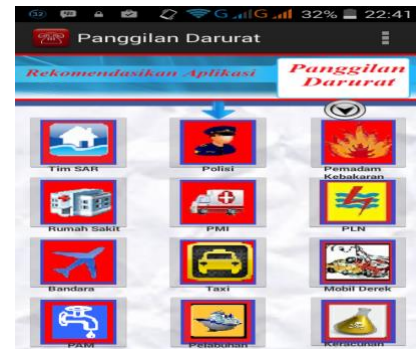 G G 32% 22:41
Panggilan Darurat
Rekomendasikan Aplikasi
Panggilan
Darurat
Tim SAR Polisi Pemadam
Kebakaran
Rumah Sakit PMI PLN
Bandara Taxi Mobil Derek
PAM Pelabuhan Keracunan